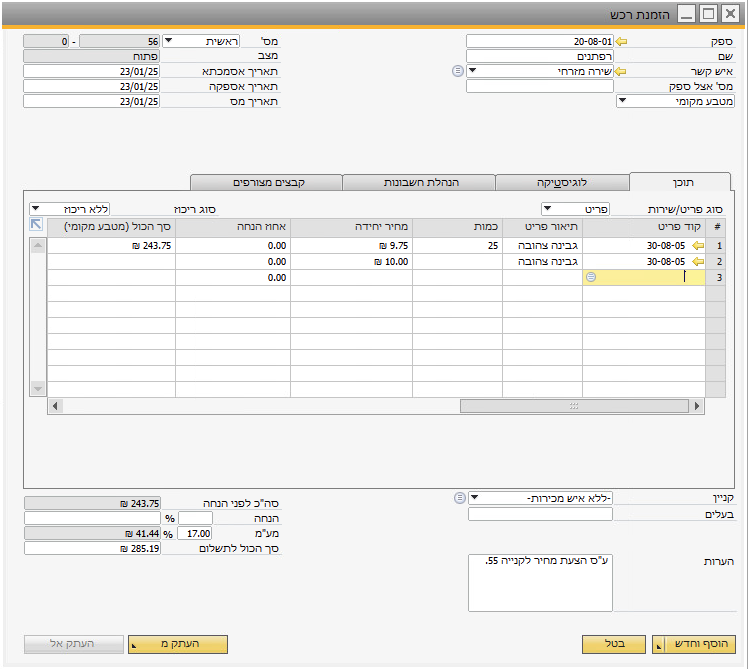 הזמנת רכש
ספק 20-08-01
שם רפתנים
איש קשר שירה מזרחי
מס' אצל ספק
מטבע מקומי
מס' ראשית 56 - 0
מצב פתוח
תאריך אסמכתא 23/01/25
תאריך אספקה 23/01/25
תאריך מס 23/01/25
תוכן לוגיסטיקה הנהלת חשבונות קבצים מצורפים
סוג פריט/שירות פריט סוג ריכוז ללא ריכוז
# קוד פריט תיאור פריט כמות מחיר יחידה אחוז הנחה סך הכול (מטבע מקומי)
1 30-08-05 גבינה צהובה 25 9.75 ₪ 0.00 243.75 ₪
2 30-08-05 גבינה צהובה 10.00 ₪ 0.00
3 0.00
קניין -ללא איש מכירות-
בעלים
הערות ע"ס הצעת מחיר לקנייה 55.
סה"כ לפני הנחה 243.75 ₪
הנחה %
מע"מ 17.00 % 41.44 ₪
סך הכול לתשלום 285.19 ₪
הוסף וחדש בטל העתק מ העתק אל